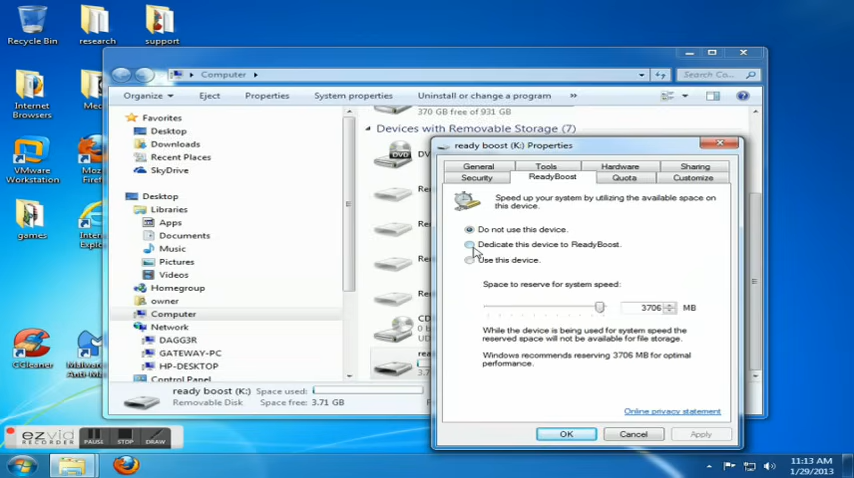 Recycle Bin
research
support
Internet
Browsers
VMware
Workstation
games
CCleaner
Computer
Organize
Eject
Properties
System properties
Uninstall or change a program
»
Search Co...
Favorites
Desktop
Downloads
Recent Places
SkyDrive
Desktop
Libraries
Apps
Documents
Music
Pictures
Videos
Homegroup
owner
Computer
Network
DAGG3R
GATEWAY-PC
HP-DESKTOP
Control Panel
370 GB free of 931 GB
Devices with Removable Storage (7)
ready boost (K:) Space used:
Removable Disk Space free: 3.71 GB
ready boost (K:) Properties
General
Tools
Hardware
Sharing
Security
ReadyBoost
Quota
Customize
Speed up your system by utilizing the available space on
this device.
Do not use this device.
Dedicate this device to ReadyBoost.
Use this device.
Space to reserve for system speed:
3706 MB
While the device is being used for system speed the
reserved space will not be available for file storage.
Windows recommends reserving 3706 MB for optimal
performance.
Online privacy statement
OK
Cancel
Apply
ezvid
RECORDER
PAUSE
STOP
DRAW
11:13 AM
1/29/2013